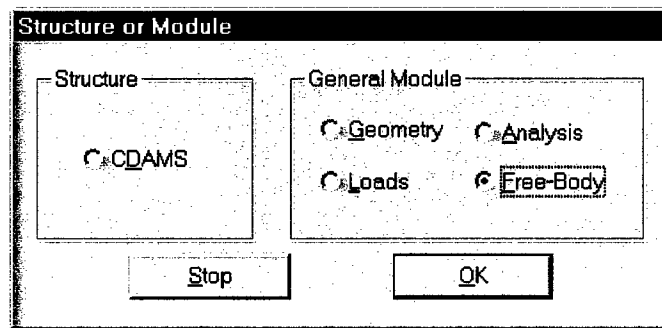 Structure or Module
Structure
General Module
CDAMS
Geometry
Analysis
Loads
Free-Body
Stop
OK